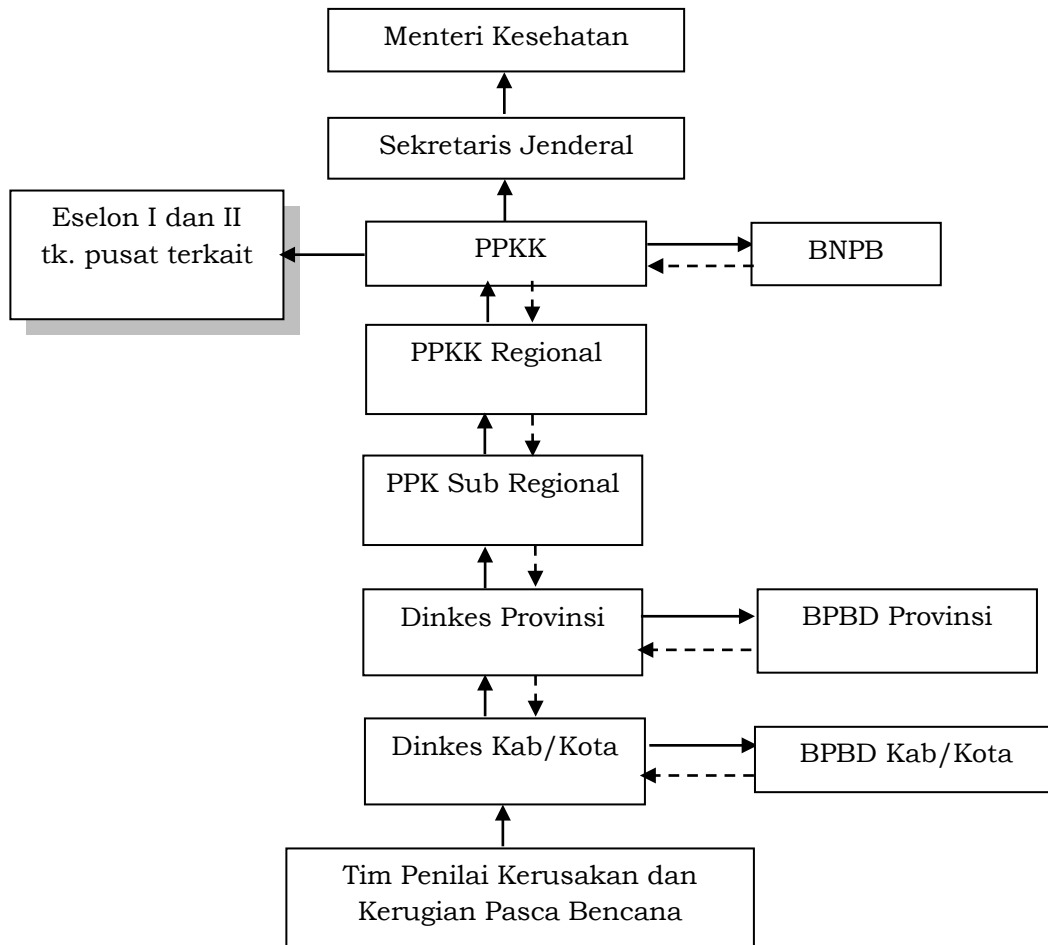 Menteri Kesehatan
Sekretaris Jenderal
Eselon I dan II
tk. pusat terkait
PPKK
BNPB
PPKK Regional
PPK Sub Regional
Dinkes Provinsi
BPBD Provinsi
Dinkes Kab/Kota
BPBD Kab/Kota
Tim Penilai Kerusakan dan
Kerugian Pasca Bencana